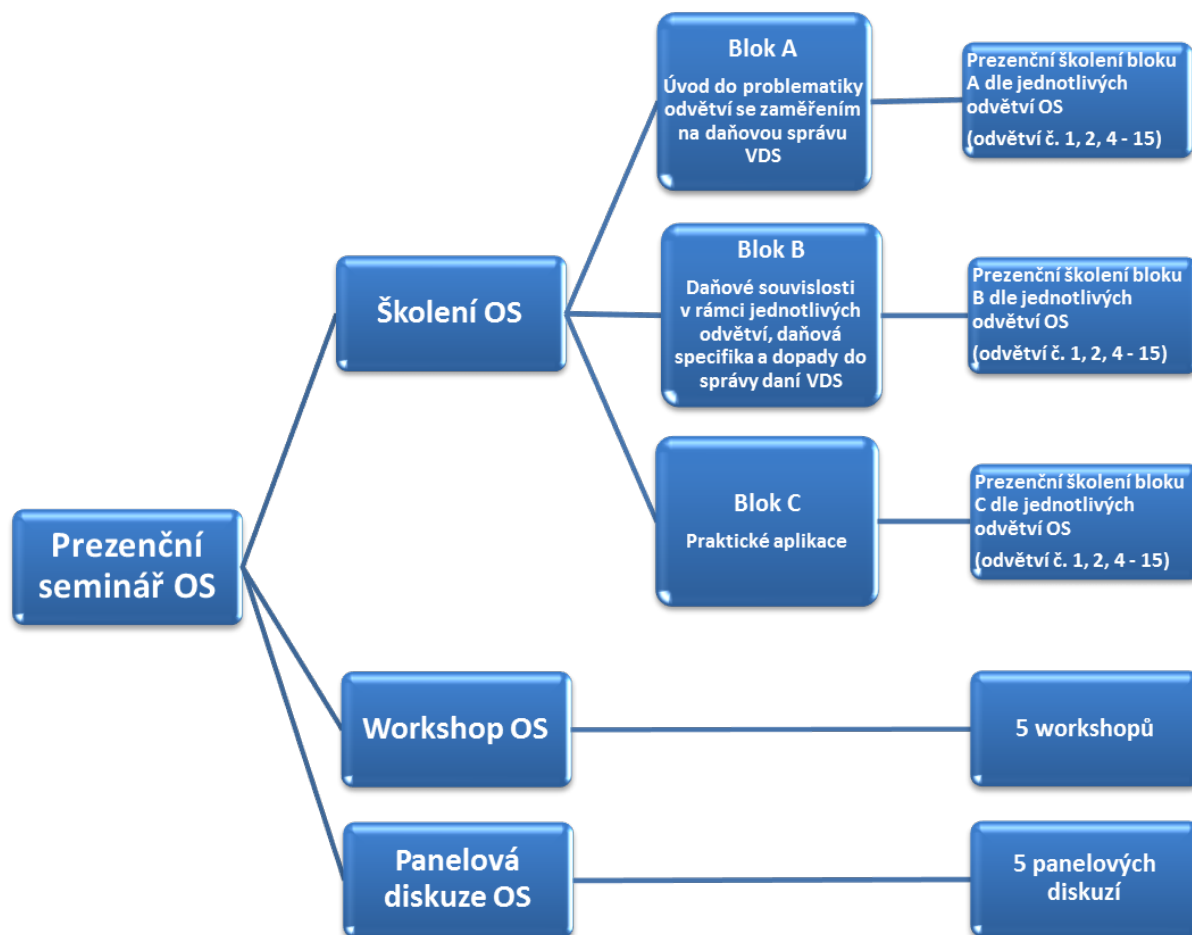 Blok A
Úvod do problematiky
odvětví se zaměřením
na daňovou správu
VDS
Prezenční školení bloku
A dle jednotlivých
odvětví OS
(odvětví č. 1, 2, 4 - 15)
Školení OS
Blok B
Daňové souvislosti
v rámci jednotlivých
odvětví, daňová
specifika a dopady do
správy daní VDS
Prezenční školení bloku
B dle jednotlivých
odvětví OS
(odvětví č. 1, 2, 4 - 15)
Blok C
Praktické aplikace
Prezenční školení bloku
C dle jednotlivých
odvětví OS
(odvětví č. 1, 2, 4 - 15)
Prezenční
seminář OS
Workshop OS
5 workshopů
Panelová
diskuze OS
5 panelových
diskuzí